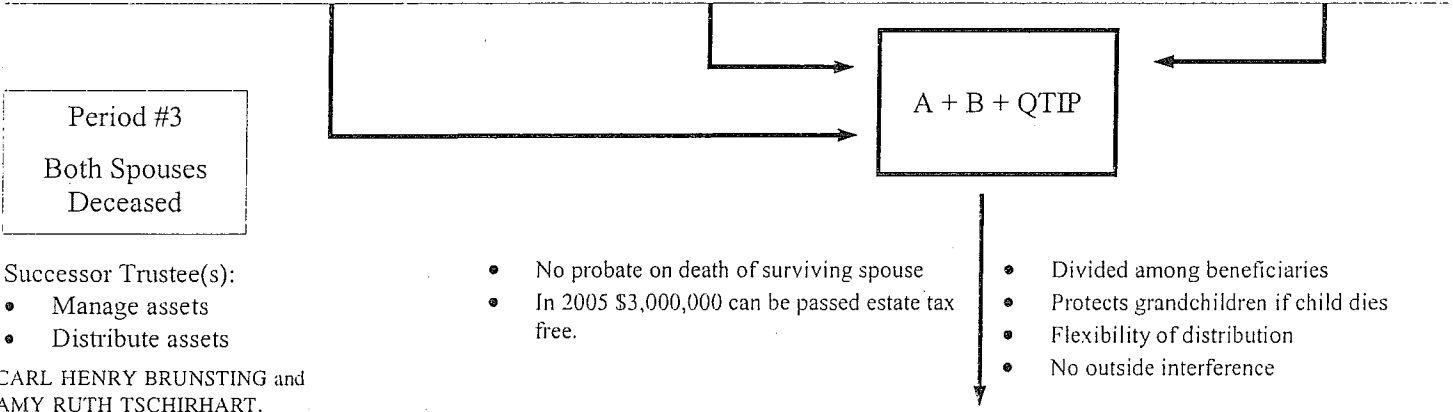 A + B + QTIP
Period #3
Both Spouses
Deceased
Successor Trustee(s):
• Manage assets
• Distribute assets
CARL HENRY BRUNSTING and
AMY RUTH TSCHIRHART.
• No probate on death of surviving spouse
• In 2005 $3,000,000 can be passed estate tax
free.
• Divided among beneficiaries
• Protects grandchildren if child dies
• Flexibility of distribution
• No outside interference